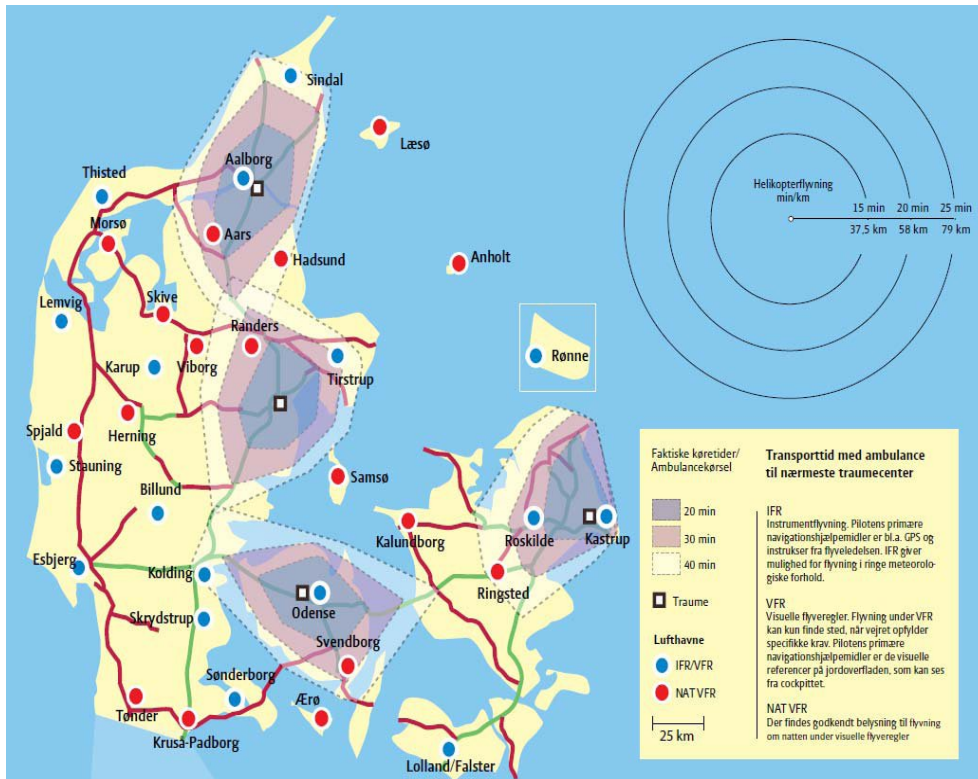 Sindal
Læsø
Aalborg
Thisted
Morsø
Aars
Hadsund
Anholt
Lemvig
Skive
Randers
Karup
Viborg
Tirstrup
Rønne
Herning
Spjald
Stauning
Samsø
Billund
Kalundborg
Roskilde
Kastrup
Esbjerg
Kolding
Ringsted
Odense
Skrydstrup
Svendborg
Sønderborg
Ærø
Tønder
Kruså-Padborg
Lolland/Falster
Helikopterflyvning
min/km
15 min
20 min
25 min
37,5 km
58 km
79 km
Faktiske køretider/
Ambulancekørsel
20 min
30 min
40 min
Traume
Lufthavne
IFR/VFR
NAT VFR
25 km
Transporttid med ambulance
til nærmeste traumecenter
IFR
Instrumentflyvning. Pilotens primære
navigationshjælpemidler er bl.a. GPS og
instrukser fra flyveledelsen. IFR giver
mulighed for flyvning i ringe meteorolo-
giske forhold.
VFR
Visuelle flyveregler. Flyvning under VFR
kan kun finde sted, når vejret opfylder
specifikke krav. Pilotens primære
navigationshjælpemidler er de visuelle
referencer på jordoverfladen, som kan ses
fra cockpittet.
NAT VFR
Der findes godkendt belysning til flyvning
om natten under visuelle flyveregler